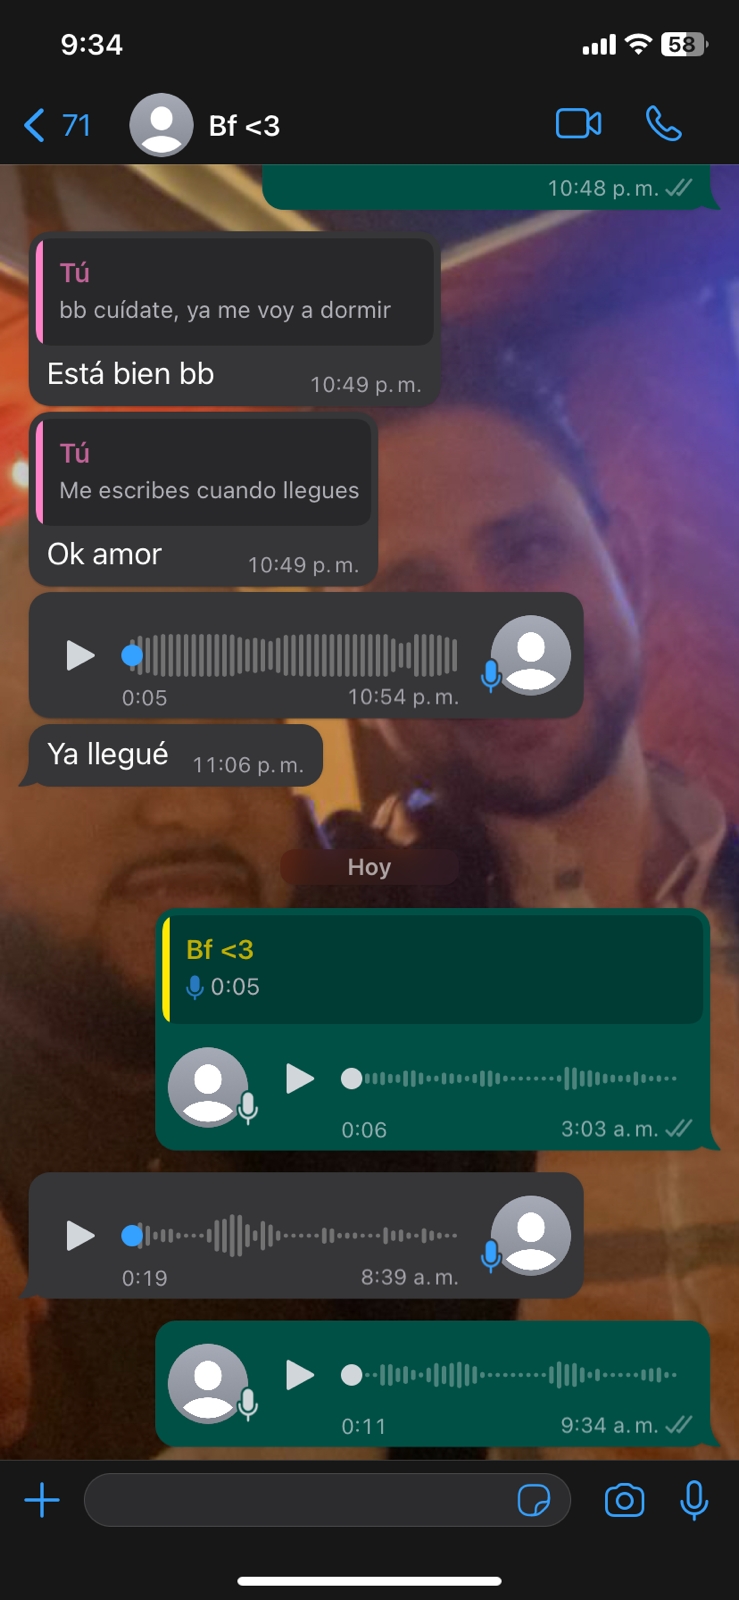 9:34
58
71
Bf <3
10:48 p. m.
Tú
bb cuídate, ya me voy a dormir
Está bien bb
10:49 p. m.
Tú
Me escribes cuando llegues
Ok amor
10:49 p. m.
0:05
10:54 p. m.
Ya llegué
11:06 p. m.
Hoy
Bf <3
0:05
0:06
3:03 a. m.
0:19
8:39 a. m.
0:11
9:34 a. m.